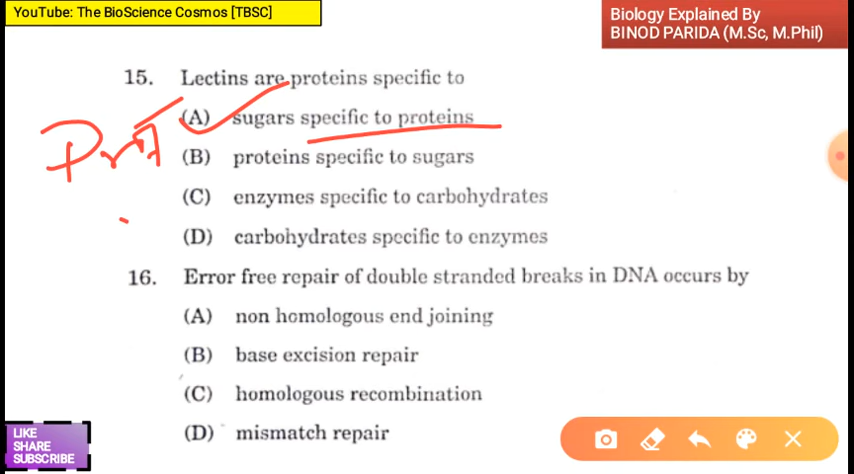 YouTube: The BioScience Cosmos [TBSC]
Biology Explained By
BINOD PARIDA (M.Sc, M.Phil)
15. Lectins are proteins specific to
(A) sugars specific to proteins
(B) proteins specific to sugars
(C) enzymes specific to carbohydrates
(D) carbohydrates specific to enzymes
16. Error free repair of double stranded breaks in DNA occurs by
(A) non homologous end joining
(B) base excision repair
(C) homologous recombination
(D) mismatch repair
LIKE
SHARE
SUBSCRIBE